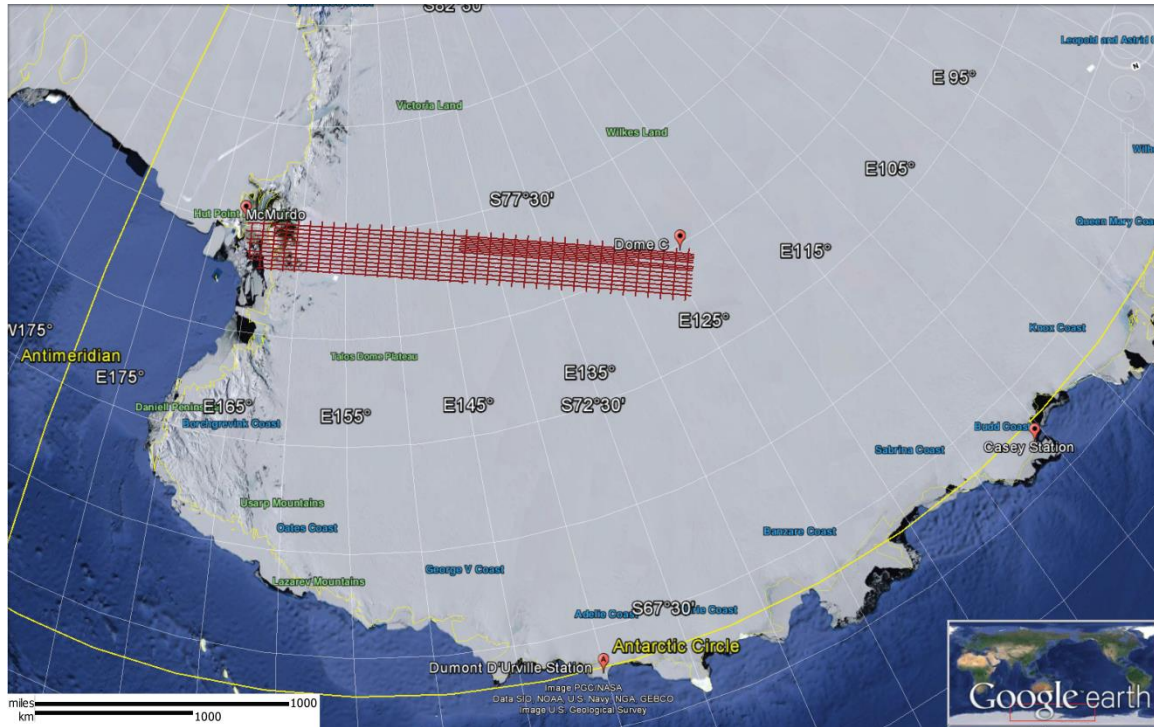 S82°30'
Leopold and Astrid
N
E 95°
Victoria Land
Wilkes Land
E105°
S77°30'
Hut Point
McMurdo
Queen Mary Coa
Dome C
E115°
E125°
Knox Coast
W175°
Antimeridian
Talos Dome Plateau
E175°
E135°
Daniell Penins
E165°
E155°
E145°
S72°30'
Borchgrevink Coast
Budd Coast
Casey Station
Sabrina Coast
Usarp Mountains
Oates Coast
Banzare Coast
George V Coast
Lazarev Mountains
S67°30'
Adelie Coast
rie Coast
Antarctic Circle
Dumont D'Urville Station
A
Image PGC/NASA
Data SIO, NOAA, U.S. Navy, NGA, GEBCO
Image U.S. Geological Survey
Google earth
miles 1000
km 1000